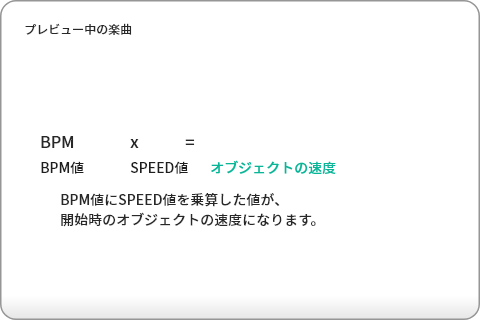 プレビュー中の楽曲
BPM x =
BPM値 SPEED値 オブジェクトの速度
BPM値にSPEED値を乗算した値が、
開始時のオブジェクトの速度になります。